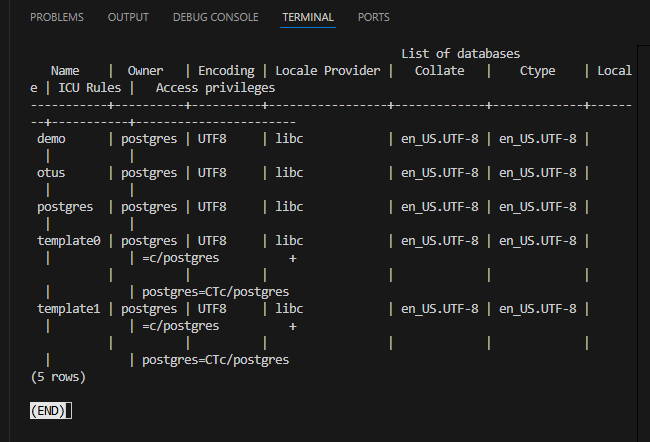 PROBLEMS OUTPUT DEBUG CONSOLE TERMINAL PORTS
List of databases
Name | Owner | Encoding | Locale Provider | Collate | Ctype | Local
e | ICU Rules | Access privileges
-----------+----------+----------+-----------------+-------------+-------------+------
--+-----------+-----------------------
demo | postgres | UTF8 | libc | en_US.UTF-8 | en_US.UTF-8 |
| |
otus | postgres | UTF8 | libc | en_US.UTF-8 | en_US.UTF-8 |
| |
postgres | postgres | UTF8 | libc | en_US.UTF-8 | en_US.UTF-8 |
| |
template0 | postgres | UTF8 | libc | en_US.UTF-8 | en_US.UTF-8 |
| | =c/postgres +
| | | | | |
| | postgres=CTc/postgres
template1 | postgres | UTF8 | libc | en_US.UTF-8 | en_US.UTF-8 |
| | =c/postgres +
| | | | | |
| | postgres=CTc/postgres
(5 rows)
(END)